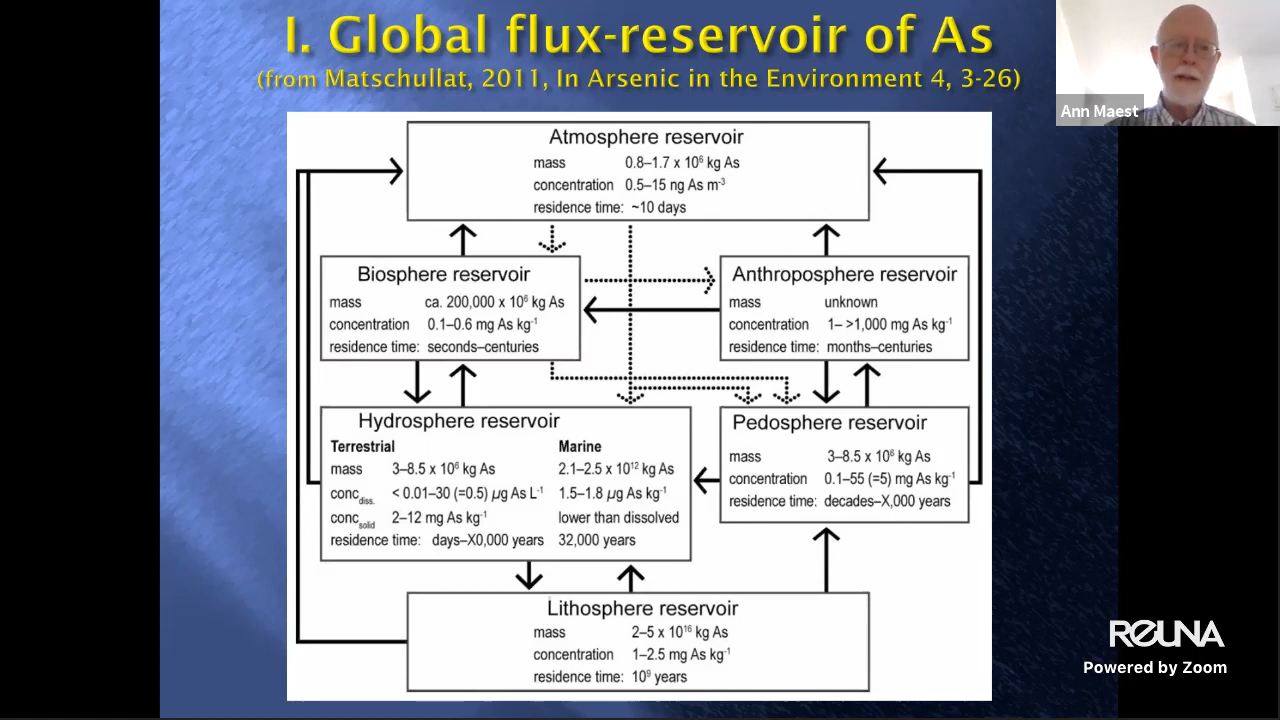 I. Global flux-reservoir of As
(from Matschullat, 2011, In Arsenic in the Environment 4, 3-26)
Ann Maest
Atmosphere reservoir
mass 0.8–1.7 x 10⁶ kg As
concentration 0.5–15 ng As m⁻³
residence time: ~10 days
Biosphere reservoir
mass ca. 200,000 x 10⁶ kg As
concentration 0.1–0.6 mg As kg⁻¹
residence time: seconds–centuries
Anthroposphere reservoir
mass unknown
concentration 1– >1,000 mg As kg⁻¹
residence time: months–centuries
Hydrosphere reservoir
Terrestrial Marine
mass 3–8.5 x 10⁶ kg As 2.1–2.5 x 10¹² kg As
conc diss. < 0.01–30 (=0.5) µg As L⁻¹ 1.5–1.8 µg As kg⁻¹
conc solid 2–12 mg As kg⁻¹ lower than dissolved
residence time: days–X0,000 years 32,000 years
Pedosphere reservoir
mass 3–8.5 x 10⁶ kg As
concentration 0.1–55 (=5) mg As kg⁻¹
residence time: decades–X,000 years
Lithosphere reservoir
mass 2–5 x 10¹⁶ kg As
concentration 1–2.5 mg As kg⁻¹
residence time: 10⁹ years
REUNA
Powered by Zoom